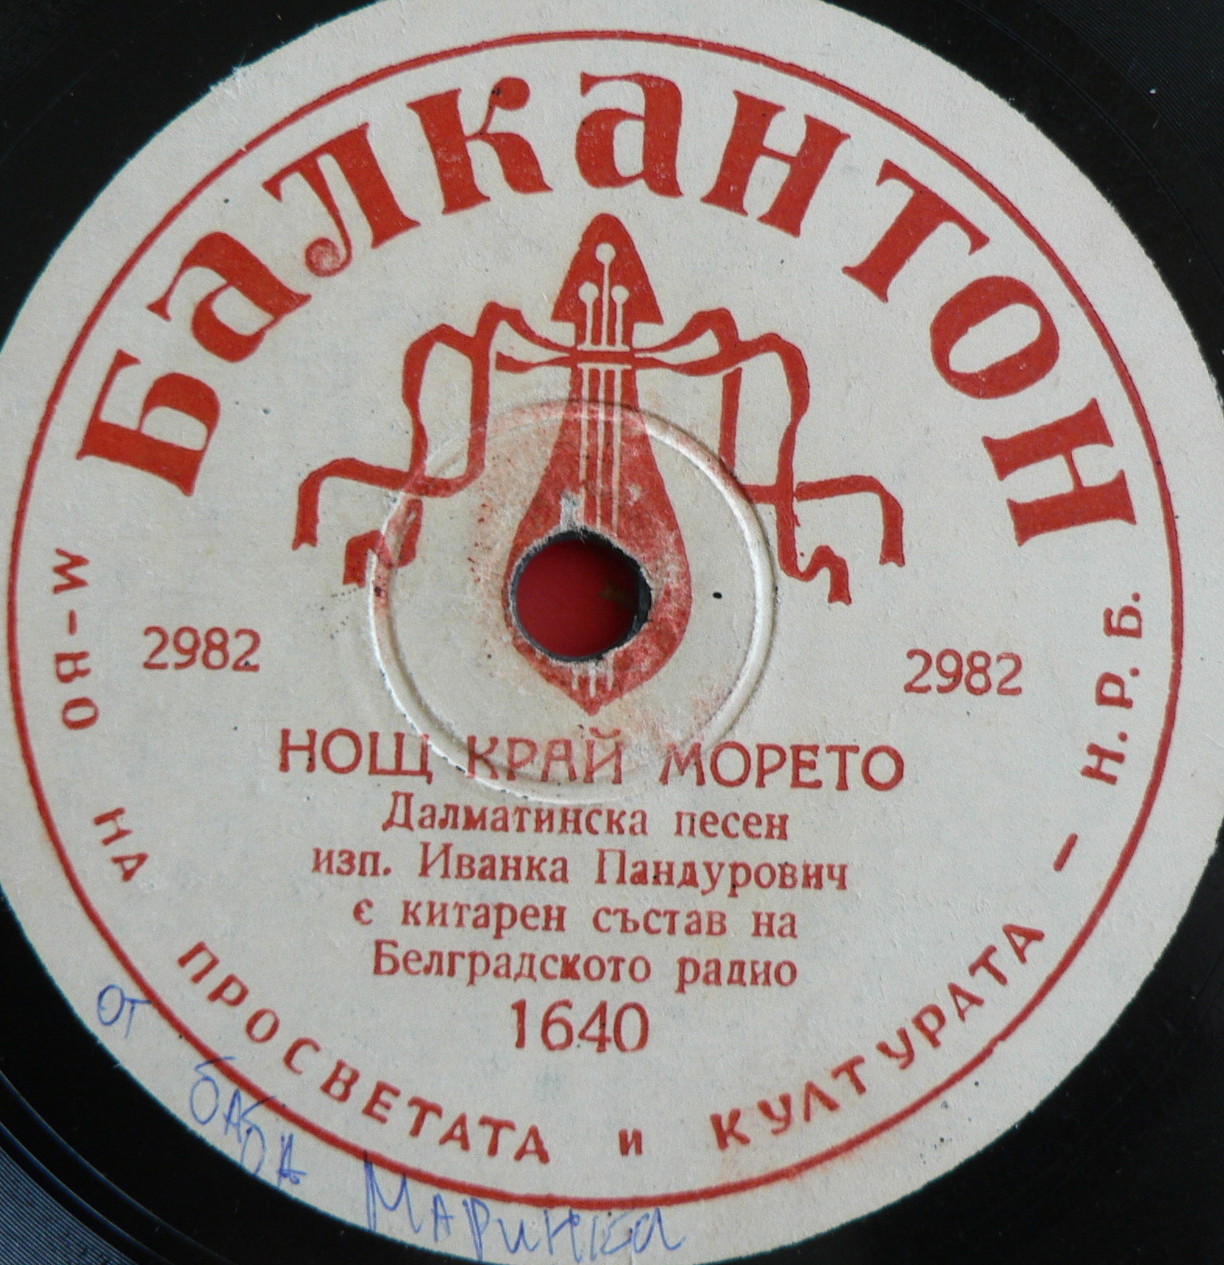 Балкантон
2982
2982
НОЩ КРАЙ МОРЕТО
Далматинска песен
изп. Иванка Пандурович
с китарен състав на
Белградското радио
1640
М-ВО НА ПРОСВЕТАТА И КУЛТУРАТА — Н.Р.Б.
от
баба
Маринка